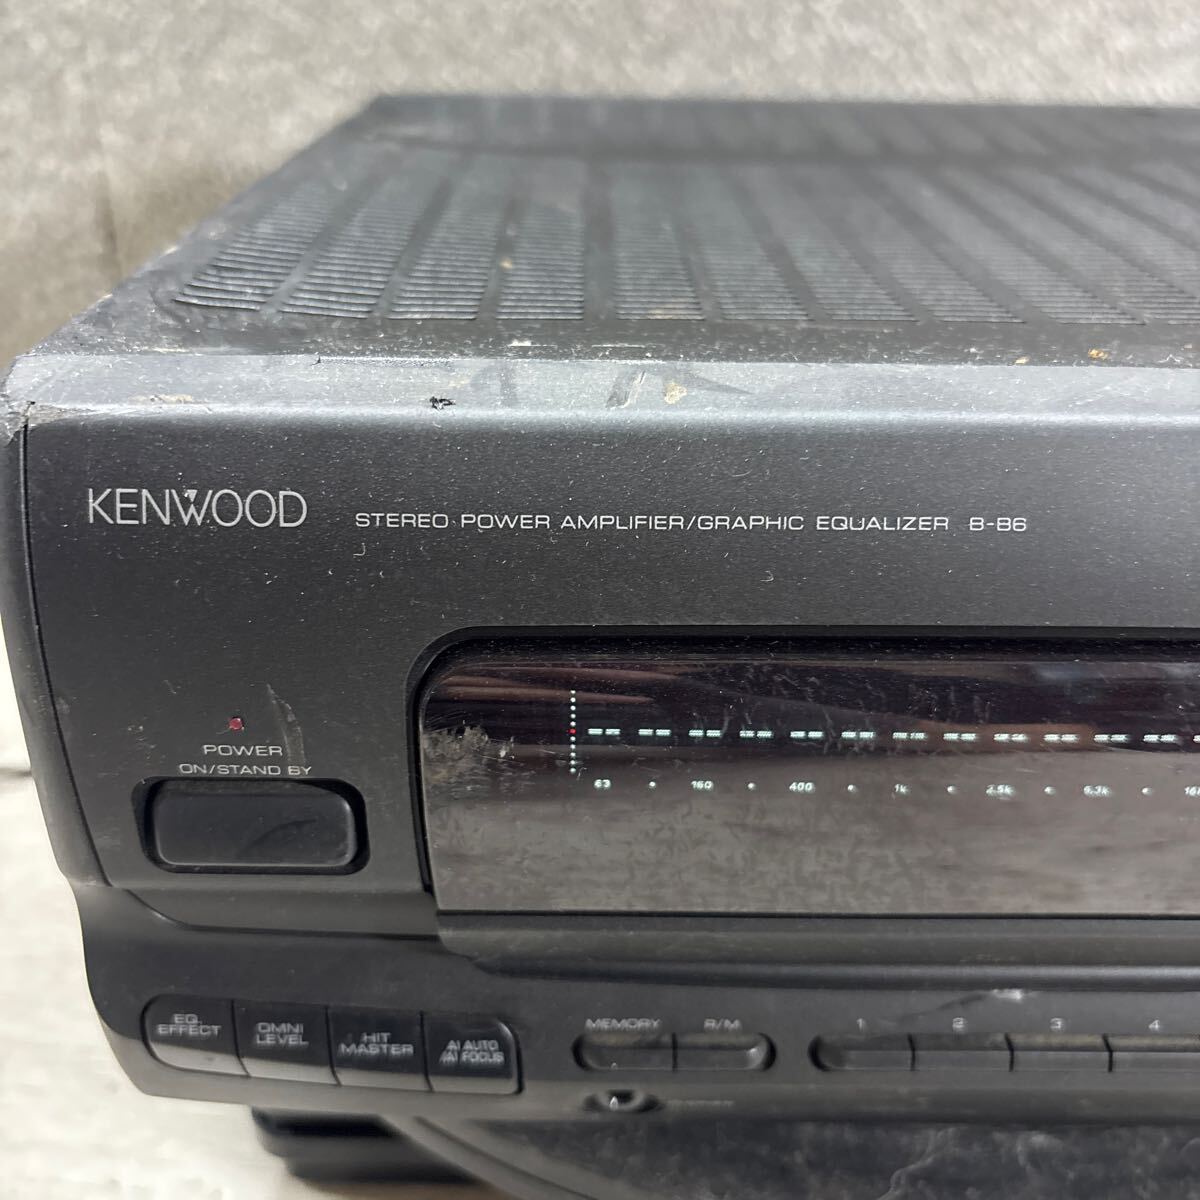 KENWOOD
STEREO POWER AMPLIFIER/GRAPHIC EQUALIZER B-B6
POWER
ON/STAND BY
63 • 160 • 400 • 1k • 2.5k • 6.3k •
EQ. EFFECT
OMNI LEVEL
HIT MASTER
AI AUTO /AI FOCUS
MEMORY
R/M
1 2 3 4